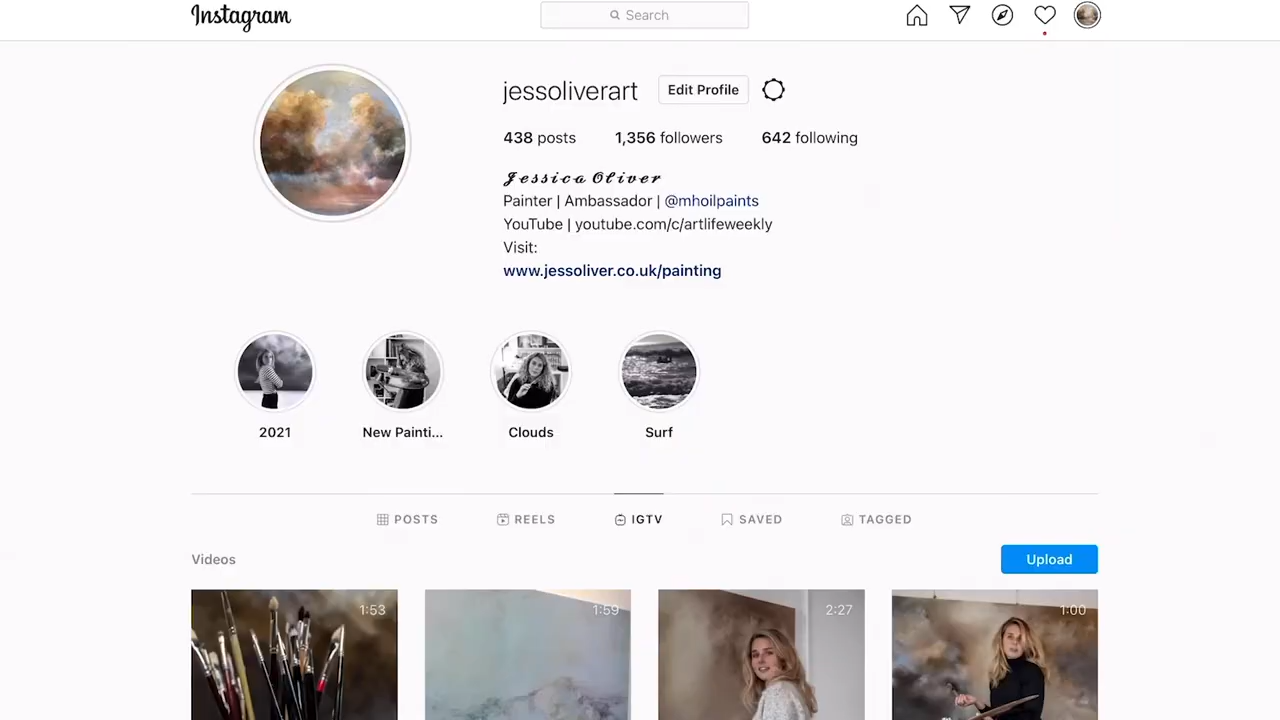 Instagram
Search
jessoliverart Edit Profile
438 posts 1,356 followers 642 following
Jessica Oliver
Painter | Ambassador | @mhoilpaints
YouTube | youtube.com/c/artlifeweekly
Visit:
www.jessoliver.co.uk/painting
2021 New Painti... Clouds Surf
POSTS REELS IGTV SAVED TAGGED
Videos Upload
1:53 1:59 2:27 1:00